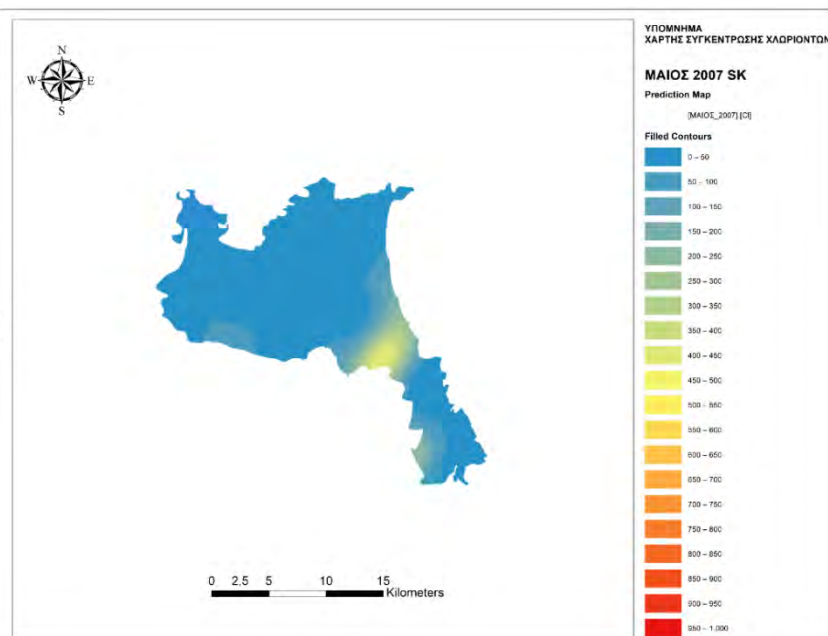 N
W E
S
0 2,5 5 10 15
Kilometers
ΥΠΟΜΝΗΜΑ
ΧΑΡΤΗΣ ΣΥΓΚΕΝΤΡΩΣΗΣ ΧΛΩΡΙΟΝΤΩΝ
ΜΑΙΟΣ 2007 SK
Prediction Map
[ΜΑΙΟΣ_2007].[Cl]
Filled Contours
0 – 50
50 – 100
100 – 150
150 – 200
200 – 250
250 – 300
300 – 350
350 – 400
400 – 450
450 – 500
500 – 550
550 – 600
600 – 650
650 – 700
700 – 750
750 – 800
800 – 850
850 – 900
900 – 950
950 – 1.000